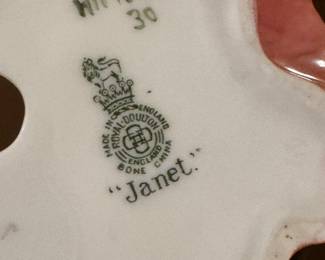 30
MADE IN ENGLAND
ROYAL·DOULTON
ENGLAND
BONE CHINA
"Janet."